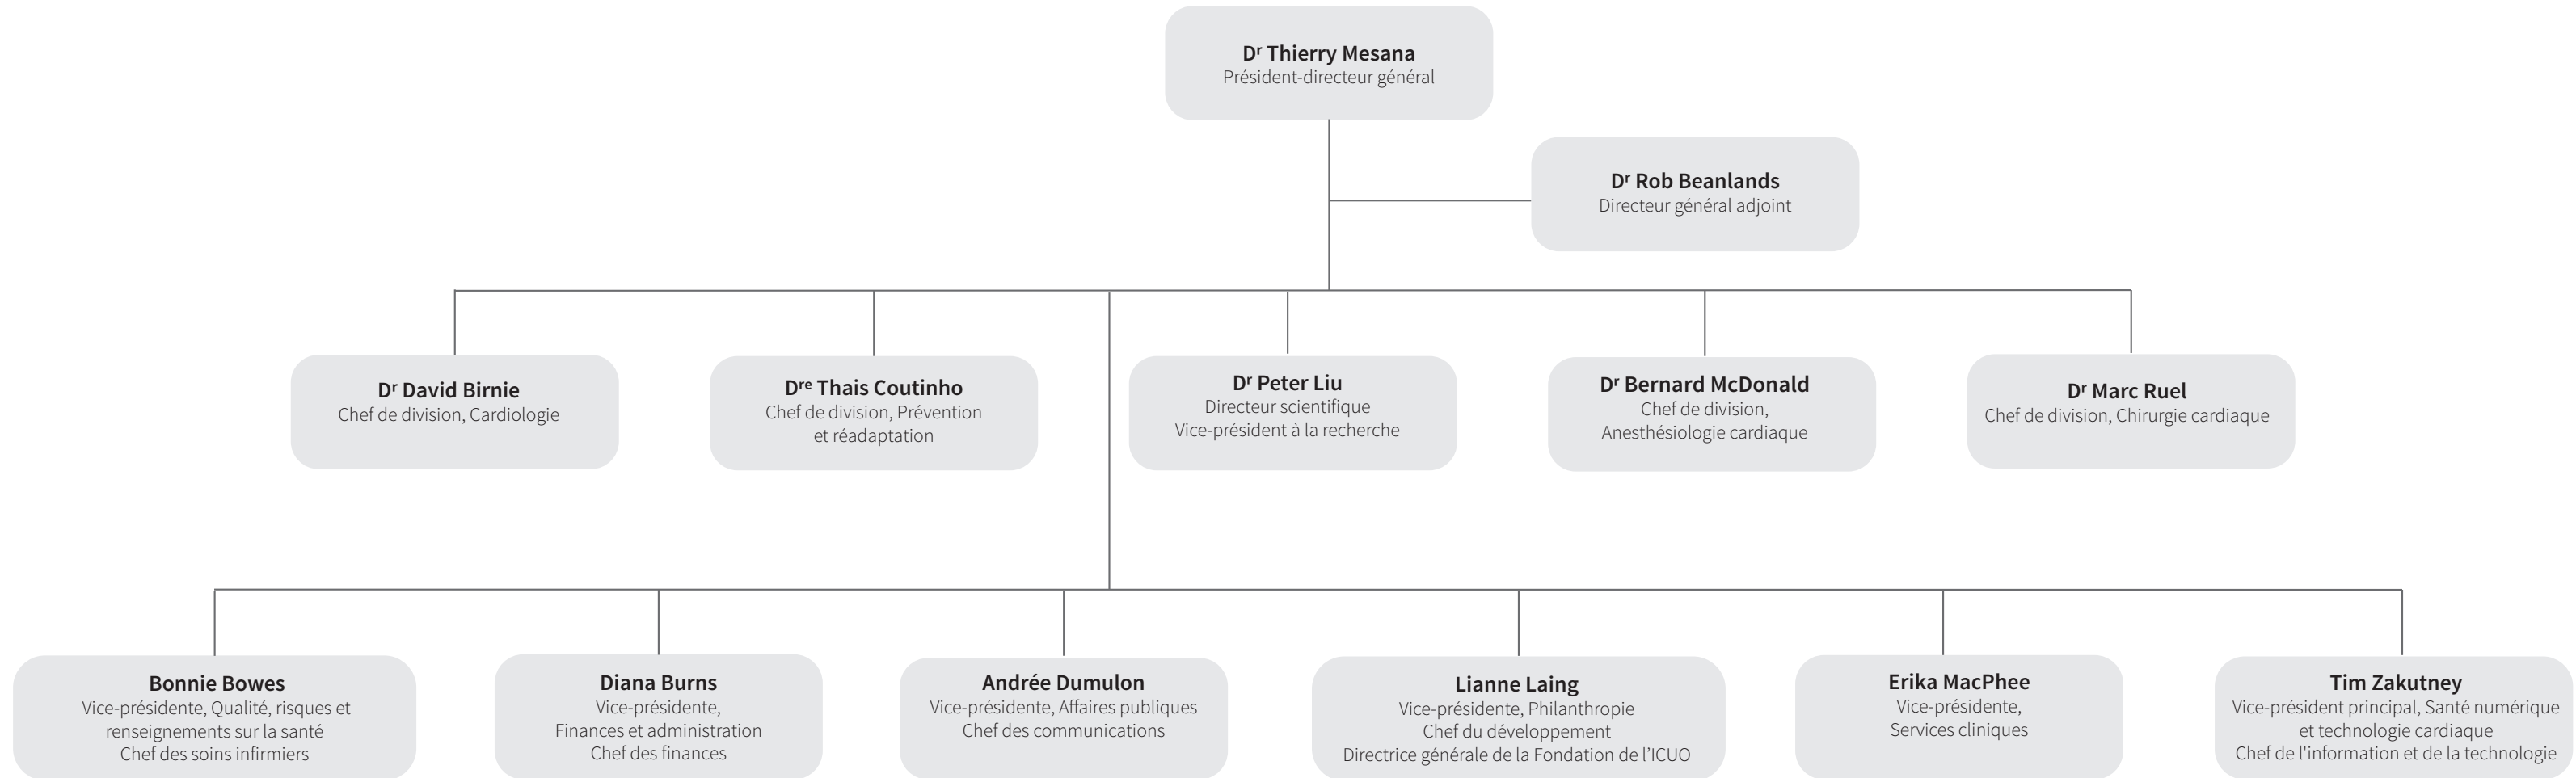 Dʳ Thierry Mesana
Président-directeur général
Dʳ Rob Beanlands
Directeur général adjoint
Dʳ David Birnie
Chef de division, Cardiologie
Dʳᵉ Thais Coutinho
Chef de division, Prévention
et réadaptation
Dʳ Peter Liu
Directeur scientifique
Vice-président à la recherche
Dʳ Bernard McDonald
Chef de division,
Anesthésiologie cardiaque
Dʳ Marc Ruel
Chef de division, Chirurgie cardiaque
Bonnie Bowes
Vice-présidente, Qualité, risques et
renseignements sur la santé
Chef des soins infirmiers
Diana Burns
Vice-présidente,
Finances et administration
Chef des finances
Andrée Dumulon
Vice-présidente, Affaires publiques
Chef des communications
Lianne Laing
Vice-présidente, Philanthropie
Chef du développement
Directrice générale de la Fondation de l’ICUO
Erika MacPhee
Vice-présidente,
Services cliniques
Tim Zakutney
Vice-président principal, Santé numérique
et technologie cardiaque
Chef de l'information et de la technologie